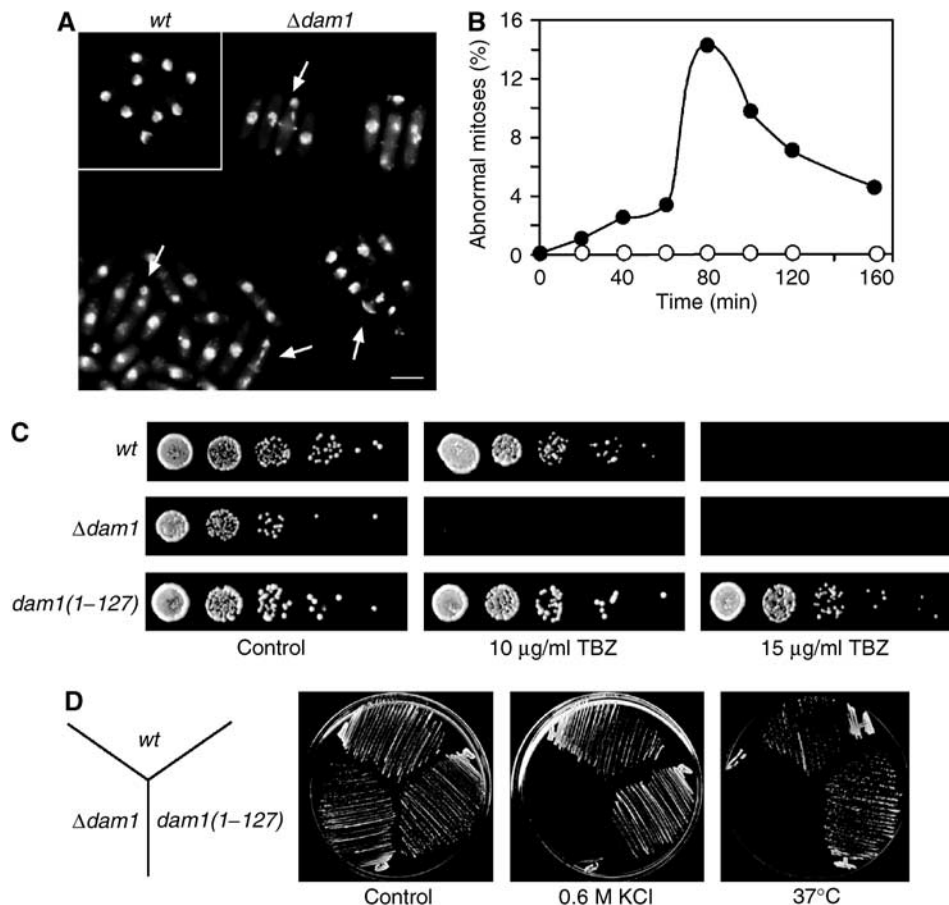 A
wt
Δdam1
B
Abnormal mitoses (%)
16
12
8
4
0
0
40
80
120
160
Time (min)
C
wt
Δdam1
dam1(1–127)
Control
10 μg/ml TBZ
15 μg/ml TBZ
D
wt
Δdam1
dam1(1–127)
Control
0.6 M KCl
37°C